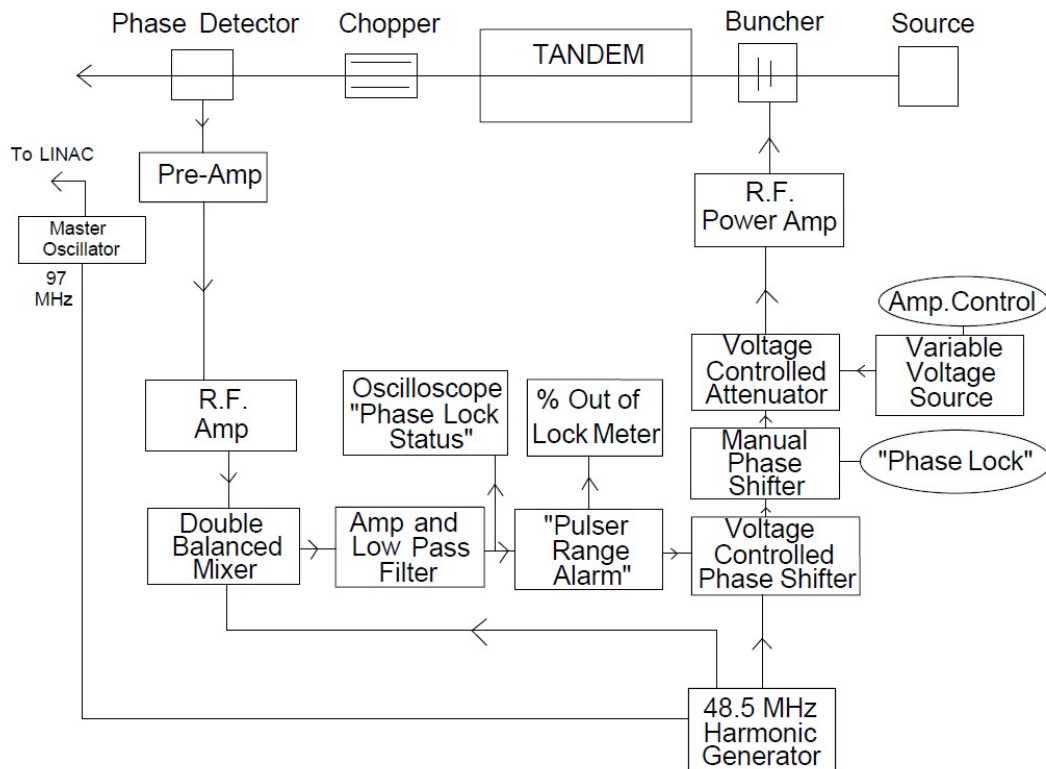 Phase Detector
Chopper
TANDEM
Buncher
Source
To LINAC
Pre-Amp
Master
Oscillator
97
MHz
R.F.
Power Amp
Amp.Control
Voltage
Controlled
Attenuator
Variable
Voltage
Source
R.F.
Amp
Oscilloscope
"Phase Lock
Status"
% Out of
Lock Meter
Manual
Phase
Shifter
"Phase Lock"
Double
Balanced
Mixer
Amp and
Low Pass
Filter
"Pulser
Range
Alarm"
Voltage
Controlled
Phase Shifter
48.5 MHz
Harmonic
Generator